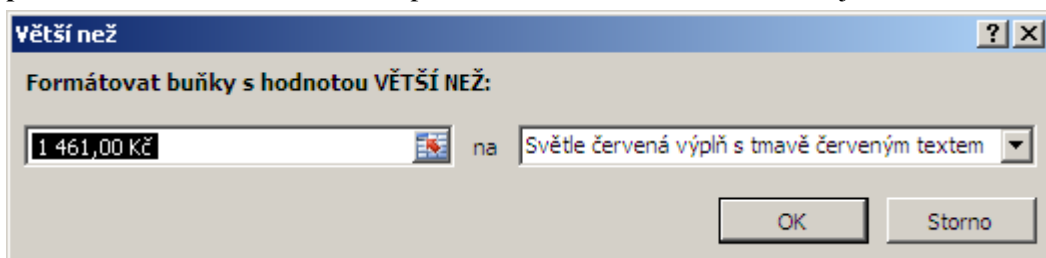 Větší než
Formátovat buňky s hodnotou VĚTŠÍ NEŽ:
1 461,00 Kč na Světle červená výplň s tmavě červeným textem
OK Storno